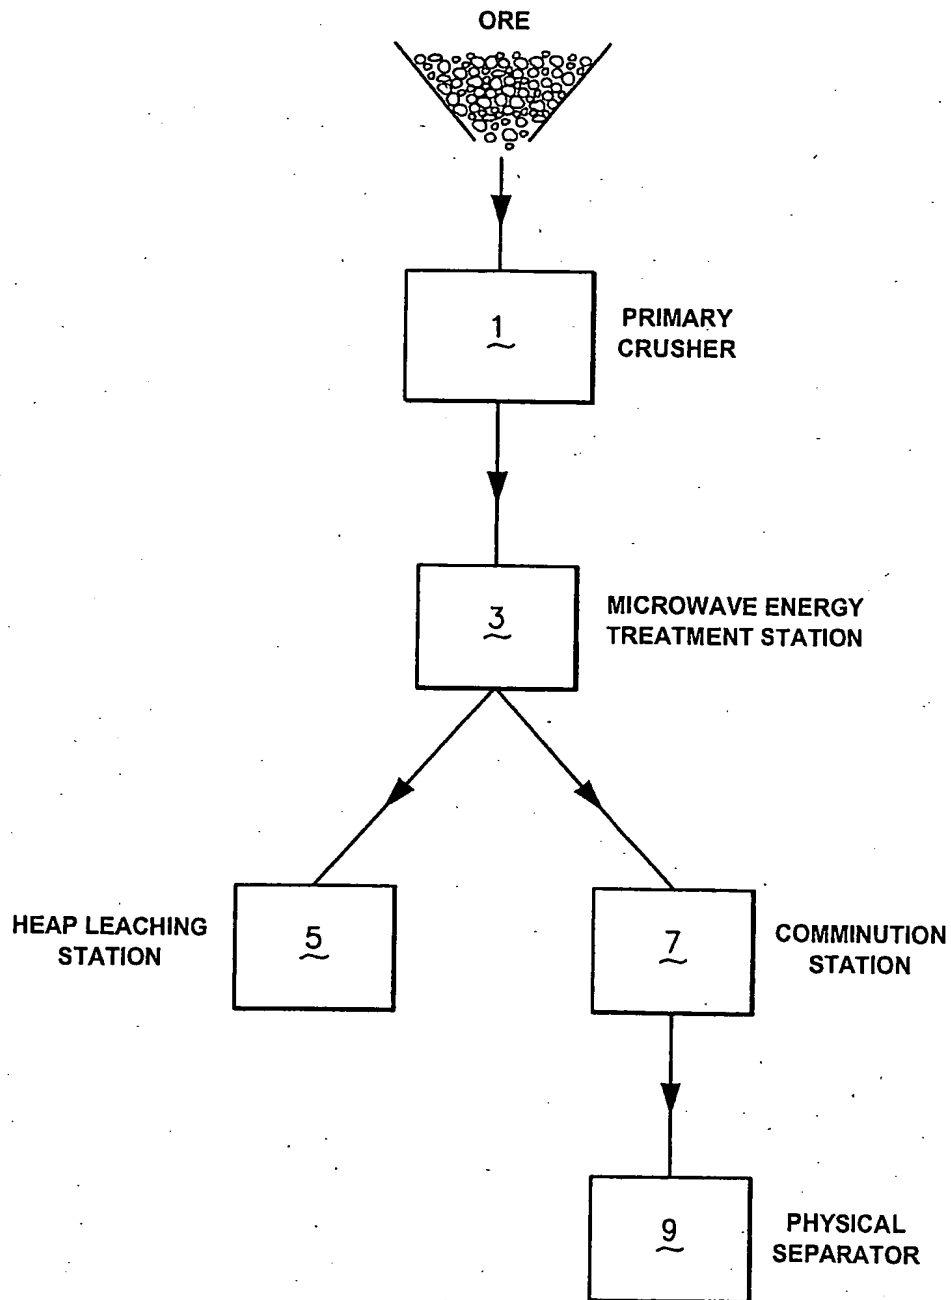 ORE
1
PRIMARY
CRUSHER
3
MICROWAVE ENERGY
TREATMENT STATION
HEAP LEACHING
STATION
5
7
COMMINUTION
STATION
9
PHYSICAL
SEPARATOR